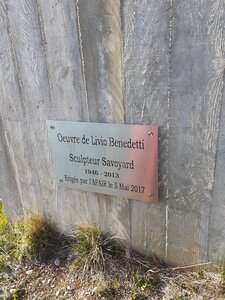 Oeuvre de Livio Benedetti
Sculpteur Savoyard
1946 - 2013
Erigée par l'APAIR le 5 Mai 2017